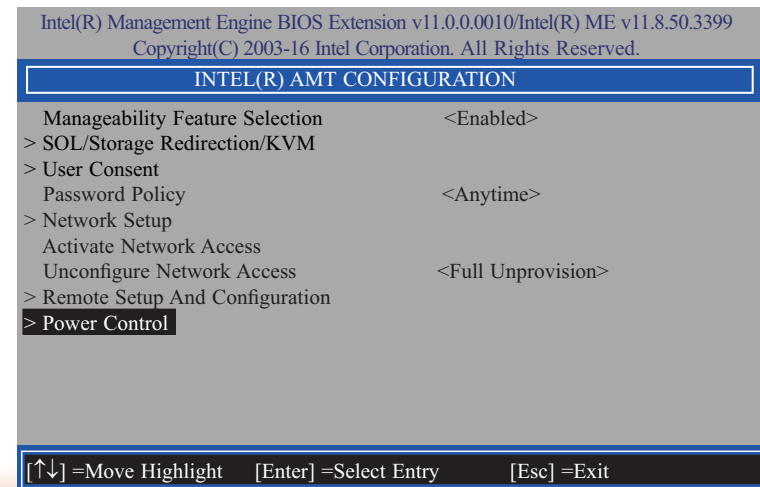 Intel(R) Management Engine BIOS Extension v11.0.0.0010/Intel(R) ME v11.8.50.3399
Copyright(C) 2003-16 Intel Corporation. All Rights Reserved.
INTEL(R) AMT CONFIGURATION
Manageability Feature Selection <Enabled>
> SOL/Storage Redirection/KVM
> User Consent
Password Policy <Anytime>
> Network Setup
Activate Network Access
Unconfigure Network Access <Full Unprovision>
> Remote Setup And Configuration
> Power Control
[↑↓] =Move Highlight [Enter] =Select Entry [Esc] =Exit